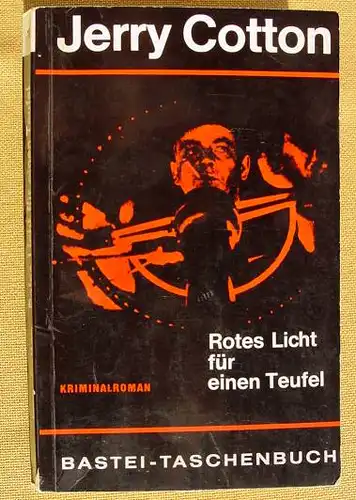 Jerry Cotton
Rotes Licht
für
einen Teufel
KRIMINALROMAN
BASTEI-TASCHENBUCH